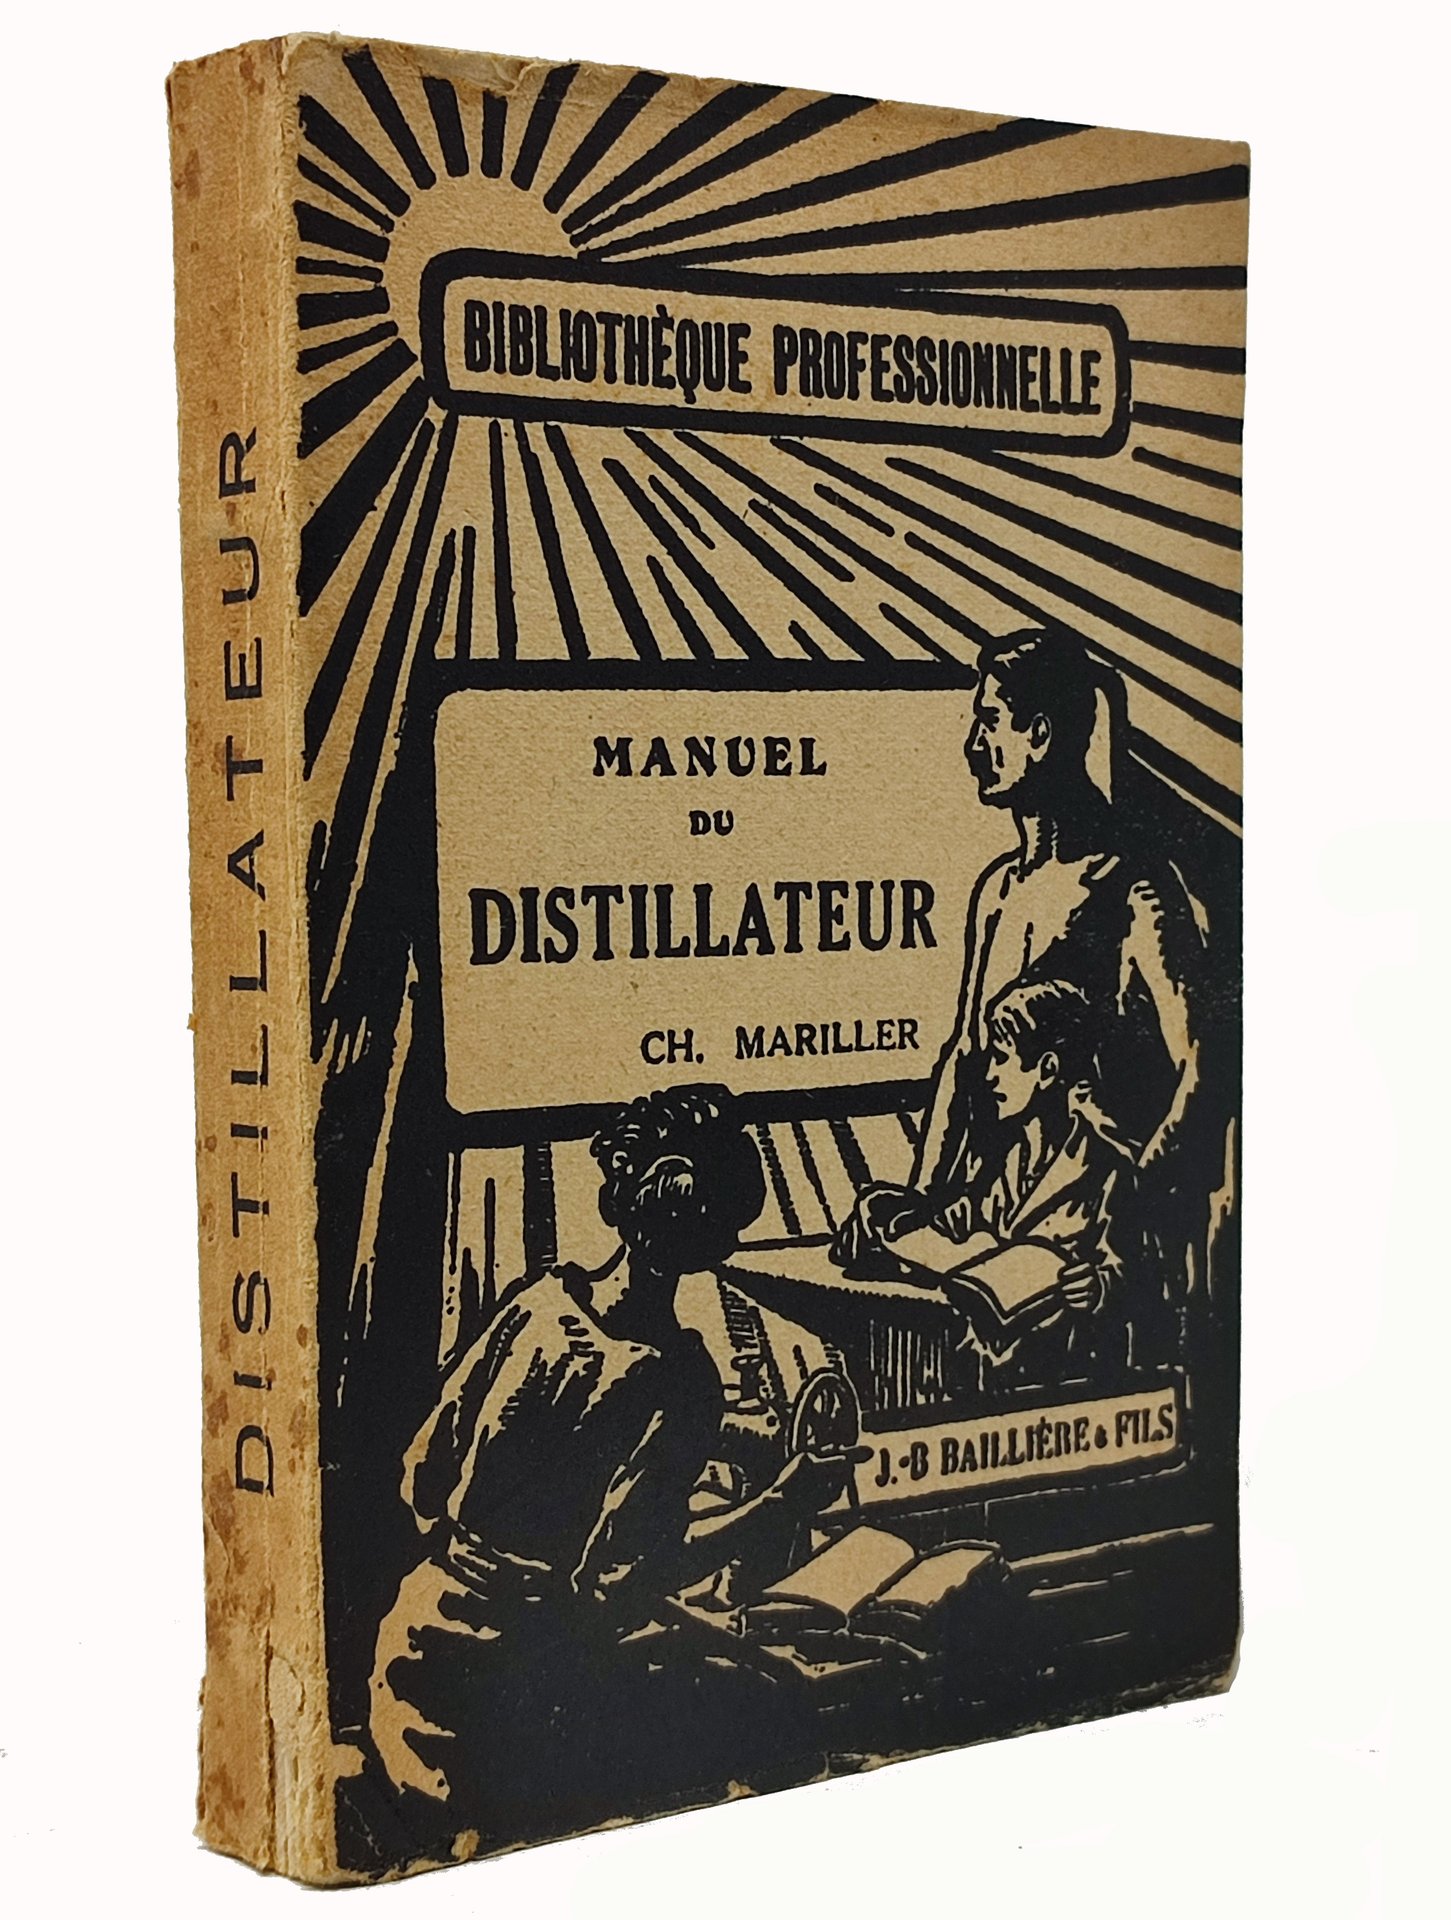 DISTILLATEUR
BIBLIOTHÈQUE PROFESSIONNELLE
MANUEL
DU
DISTILLATEUR
CH. MARILLER
J.-B BAILLIÈRE & FILS